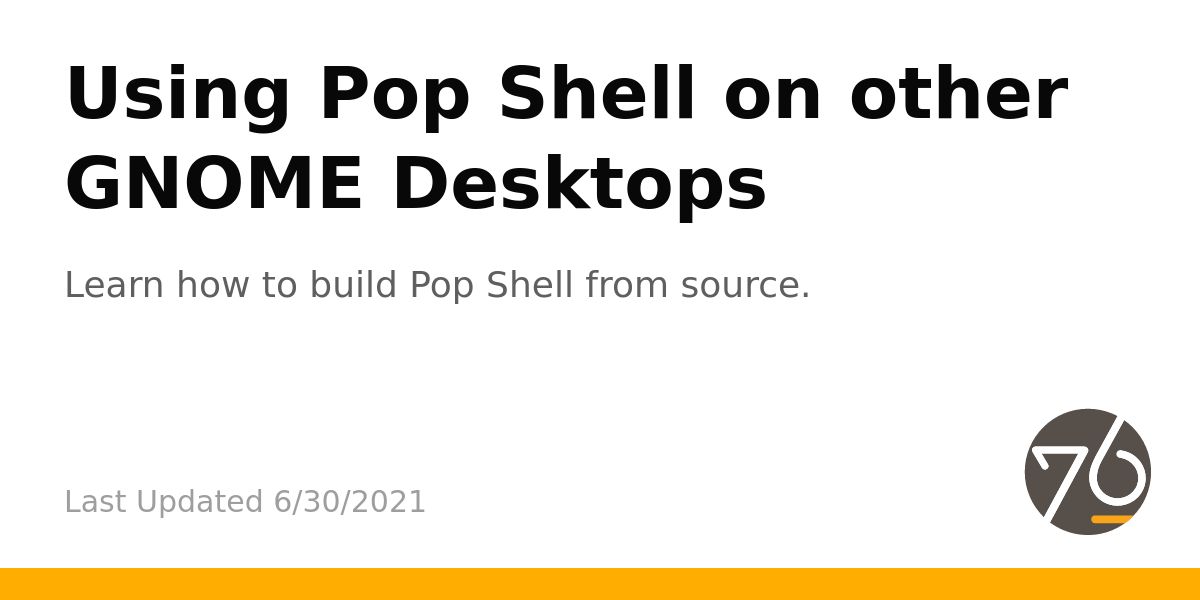 Using Pop Shell on other
GNOME Desktops
Learn how to build Pop Shell from source.
Last Updated 6/30/2021
76